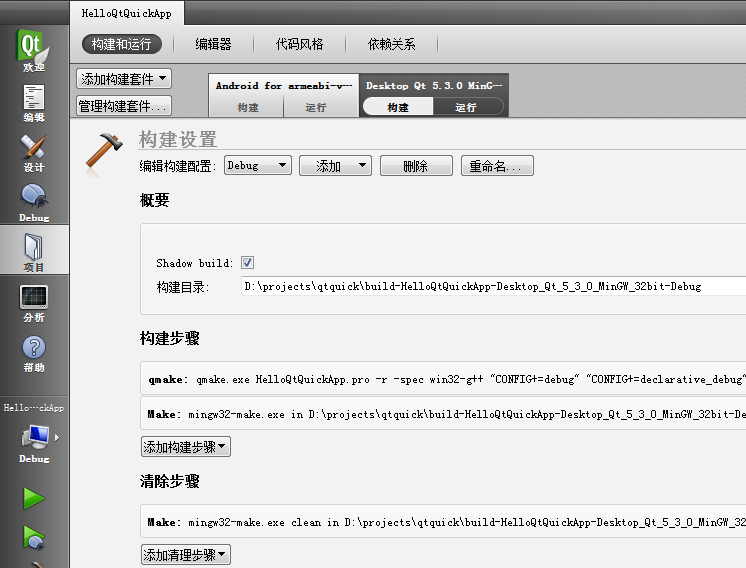 HelloQtQuickApp
构建和运行 编辑器 代码风格 依赖关系
Qt
欢迎
编辑
设计
Debug
项目
分析
帮助
Hello···ckApp
Debug
添加构建套件
管理构建套件...
Android for armeabi-v···
构建 运行
Desktop Qt 5.3.0 MinG···
构建 运行
构建设置
编辑构建配置: Debug 添加 删除 重命名...
概要
Shadow build:
构建目录: D:\projects\qtquick\build-HelloQtQuickApp-Desktop_Qt_5_3_0_MinGW_32bit-Debug
构建步骤
qmake: qmake.exe HelloQtQuickApp.pro -r -spec win32-g++ "CONFIG+=debug" "CONFIG+=declarative_debug"
Make: mingw32-make.exe in D:\projects\qtquick\build-HelloQtQuickApp-Desktop_Qt_5_3_0_MinGW_32bit-De
添加构建步骤
清除步骤
Make: mingw32-make.exe clean in D:\projects\qtquick\build-HelloQtQuickApp-Desktop_Qt_5_3_0_MinGW_32
添加清理步骤